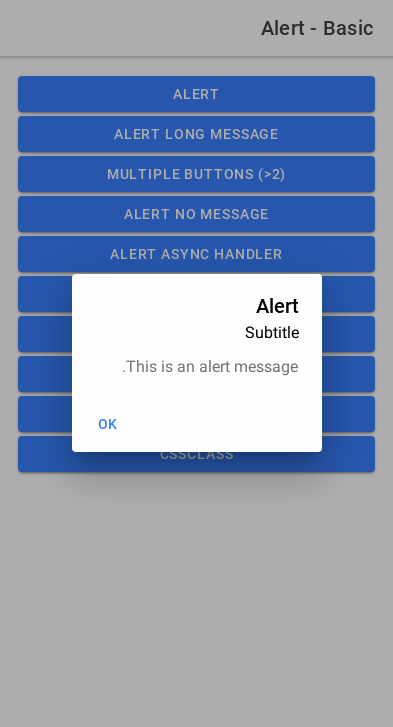 Alert - Basic
ALERT
ALERT LONG MESSAGE
MULTIPLE BUTTONS (>2)
ALERT NO MESSAGE
ALERT ASYNC HANDLER
Alert
Subtitle
.This is an alert message
OK
CSSCLASS